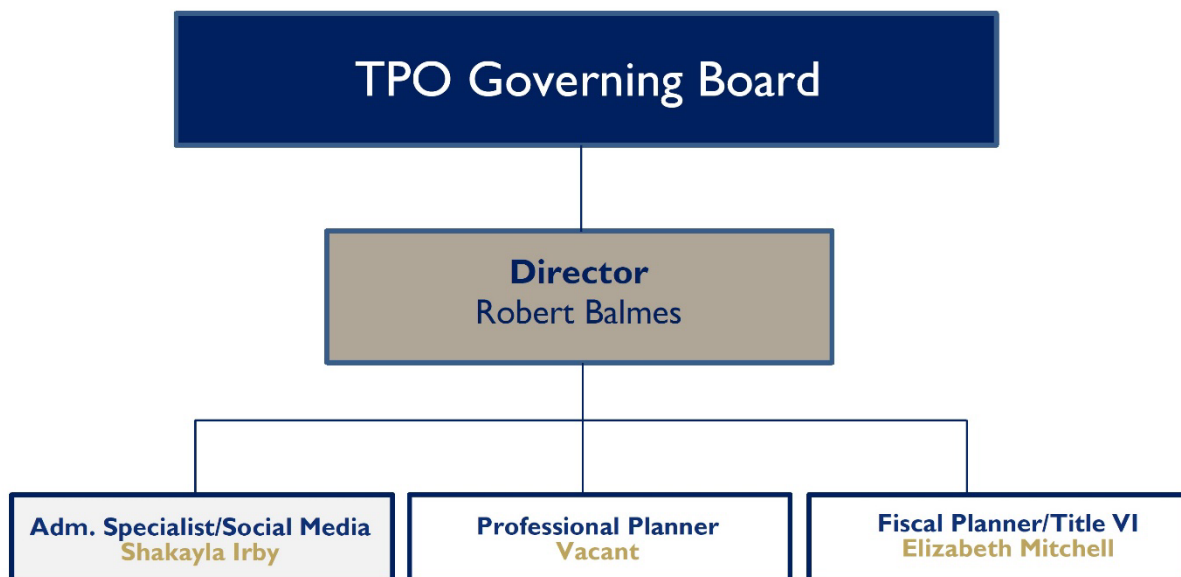 TPO Governing Board
Director
Robert Balmes
Adm. Specialist/Social Media
Shakayla Irby
Professional Planner
Vacant
Fiscal Planner/Title VI
Elizabeth Mitchell